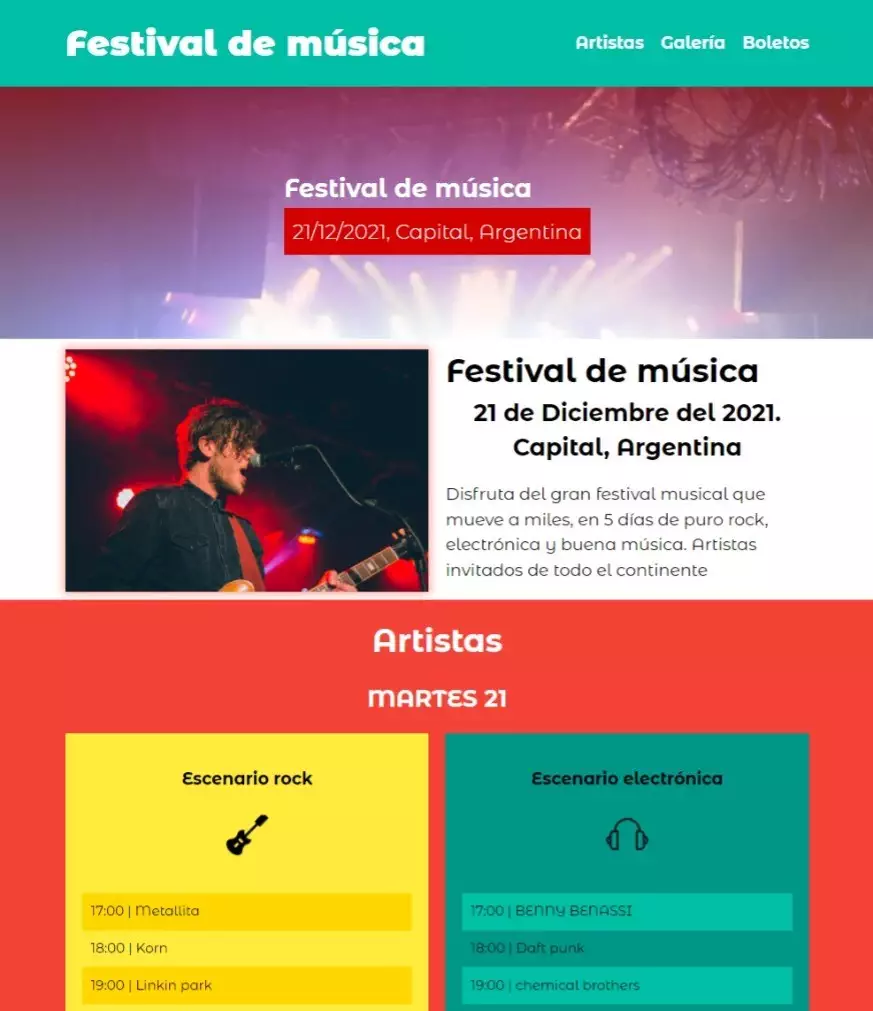 Festival de música
Artistas Galería Boletos
Festival de música
21/12/2021, Capital, Argentina
Festival de música
21 de Diciembre del 2021.
Capital, Argentina
Disfruta del gran festival musical que
mueve a miles, en 5 días de puro rock,
electrónica y buena música. Artistas
invitados de todo el continente
Artistas
MARTES 21
Escenario rock
17:00 | Metallita
18:00 | Korn
19:00 | Linkin park
Escenario electrónica
17:00 | BENNY BENASSI
18:00 | Daft punk
19:00 | chemical brothers